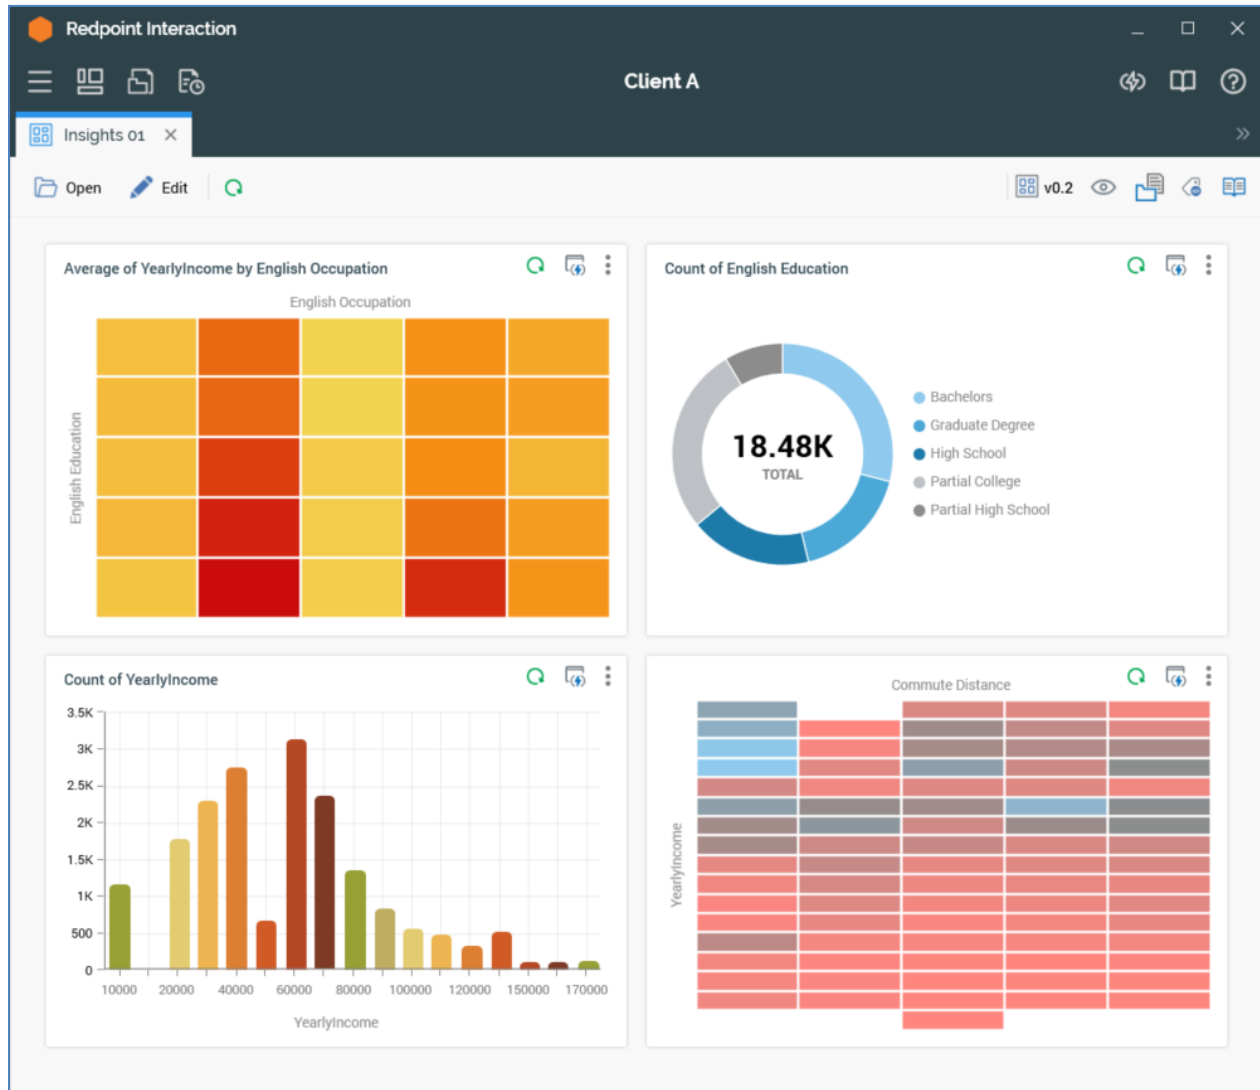 Redpoint Interaction
Client A
Insights 01
Open
Edit
v0.2
Average of YearlyIncome by English Occupation
English Occupation
English Education
Count of English Education
18.48K
TOTAL
Bachelors
Graduate Degree
High School
Partial College
Partial High School
Count of YearlyIncome
3.5K
3K
2.5K
2K
1.5K
1K
500
0
10000 20000 40000 60000 80000 100000 120000 150000 170000
YearlyIncome
Commute Distance
YearlyIncome